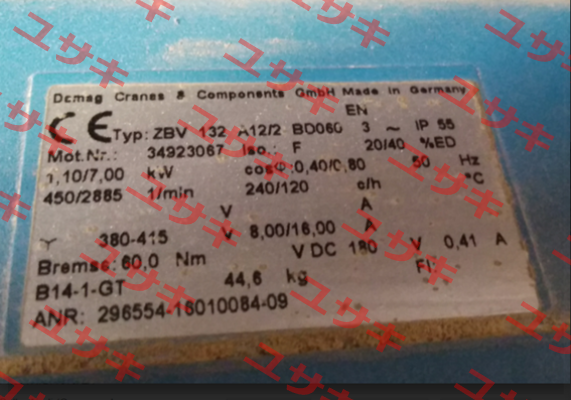 Demag Cranes & Components GmbH Made in Germany
EN
CE Typ: ZBV 132 A12/2 BD060 3 ~ IP 55
Mot.Nr.: 34923067 Iso.: F 20/40 %ED
1,10/7,00 kW cosΦ:0,40/0,80 50 Hz
450/2885 1/min 240/120 c/h °C
V A
Y 380-415 V 8,00/16,00 A
Bremse: 60,0 Nm V DC 180 V 0,41 A
B14-1-GT 44,6 kg FI:
ANR: 296554-16010084-09
ユサキ